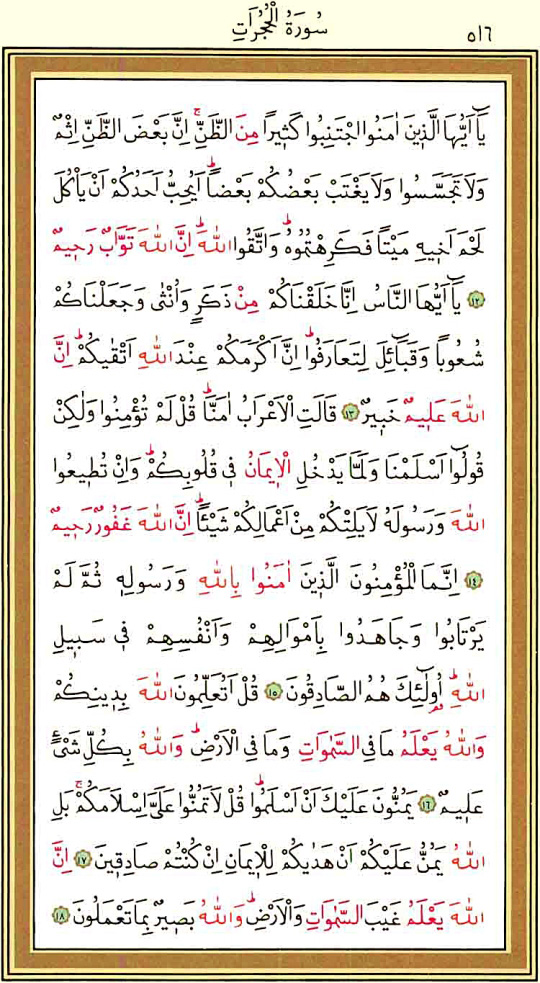 سُورَةُ الْحُجُرَاتِ ٥١٦
يَٓا اَيُّهَا الَّذ۪ينَ اٰمَنُوا اجْتَنِبُوا كَث۪يرًا مِنَ الظَّنِّۘ اِنَّ بَعْضَ الظَّنِّ اِثْمٌ
وَلَا تَجَسَّسُوا وَلَا يَغْتَبْ بَعْضُكُمْ بَعْضًاۜ اَيُحِبُّ اَحَدُكُمْ اَنْ يَأْكُلَ
لَحْمَ اَخ۪يهِ مَيْتًا فَكَرِهْتُمُوهُۜ وَاتَّقُوا اللّٰهَۜ اِنَّ اللّٰهَ تَوَّابٌ رَح۪يمٌ
﴿١٢﴾ يَٓا اَيُّهَا النَّاسُ اِنَّا خَلَقْنَاكُمْ مِنْ ذَكَرٍ وَاُنْثٰى وَجَعَلْنَاكُمْ
شُعُوبًا وَقَبَٓائِلَ لِتَعَارَفُواۜ اِنَّ اَكْرَمَكُمْ عِنْدَ اللّٰهِ اَتْقٰيكُمْۜ اِنَّ
اللّٰهَ عَل۪يمٌ خَب۪يرٌ ﴿١٣﴾ قَالَتِ الْاَعْرَابُ اٰمَنَّاۜ قُلْ لَمْ تُؤْمِنُوا وَلٰكِنْ
قُولُٓوا اَسْلَمْنَا وَلَمَّا يَدْخُلِ الْا۪يمَانُ ف۪ي قُلُوبِكُمْۜ وَاِنْ تُط۪يعُوا
اللّٰهَ وَرَسُولَهُ لَا يَلِتْكُمْ مِنْ اَعْمَالِكُمْ شَيْـًٔاۜ اِنَّ اللّٰهَ غَفُورٌ رَح۪يمٌ
﴿١٤﴾ اِنَّمَا الْمُؤْمِنُونَ الَّذ۪ينَ اٰمَنُوا بِاللّٰهِ وَرَسُولِه۪ ثُمَّ لَمْ
يَرْتَابُوا وَجَاهَدُوا بِاَمْوَالِهِمْ وَاَنْفُسِهِمْ ف۪ي سَب۪يلِ
اللّٰهِۜ اُو۬لٰٓئِكَ هُمُ الصَّادِقُونَ ﴿١٥﴾ قُلْ اَتُعَلِّمُونَ اللّٰهَ بِد۪ينِكُمْ
وَاللّٰهُ يَعْلَمُ مَا فِي السَّمٰوَاتِ وَمَا فِي الْاَرْضِۜ وَاللّٰهُ بِكُلِّ شَيْءٍ
عَل۪يمٌ ﴿١٦﴾ يَمُنُّونَ عَلَيْكَ اَنْ اَسْلَمُواۜ قُلْ لَا تَمُنُّوا عَلَيَّ اِسْلَامَكُمْۚ بَلِ
اللّٰهُ يَمُنُّ عَلَيْكُمْ اَنْ هَدٰيكُمْ لِلْا۪يمَانِ اِنْ كُنْتُمْ صَادِق۪ينَ ﴿١٧﴾ اِنَّ
اللّٰهَ يَعْلَمُ غَيْبَ السَّمٰوَاتِ وَالْاَرْضِۜ وَاللّٰهُ بَص۪يرٌ بِمَا تَعْمَلُونَ ﴿١٨﴾